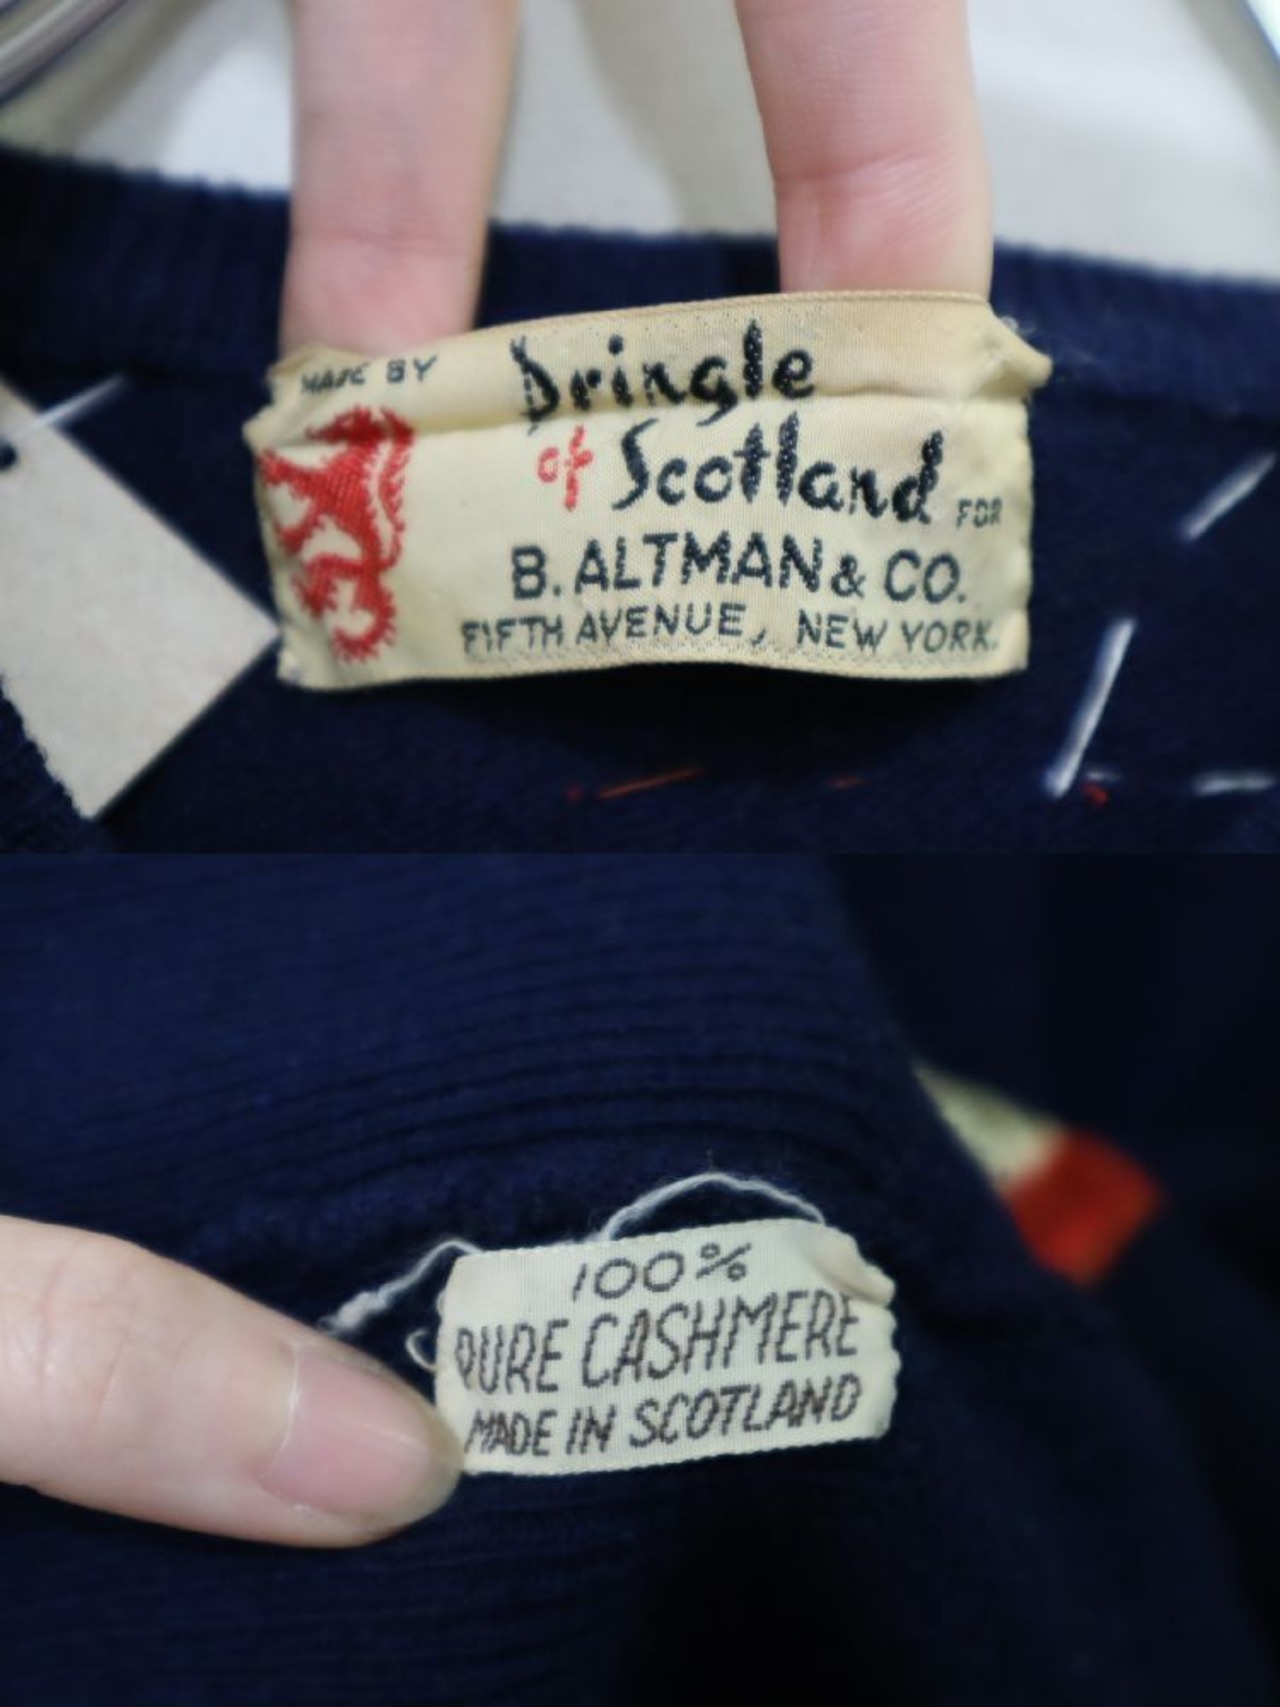 MADE BY
Pringle
of Scotland FOR
B. ALTMAN & CO.
FIFTH AVENUE, NEW YORK.
100%
PURE CASHMERE
MADE IN SCOTLAND